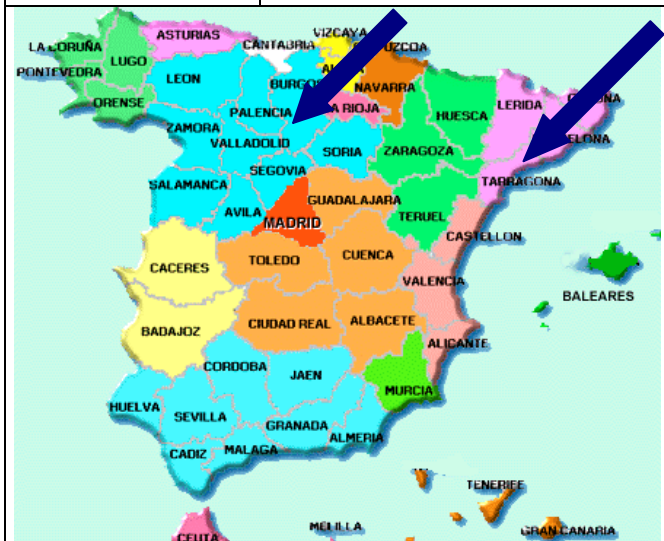 VIZCAYA
ASTURIAS
CANTABRIA
LA CORUÑA
LUGO
LEON
BURGOS
NAVARRA
PONTEVEDRA
ORENSE
PALENCIA
HUESCA
LERIDA
ZAMORA
VALLADOLID
SORIA
ZARAGOZA
SEGOVIA
TARRAGONA
SALAMANCA
AVILA
GUADALAJARA
MADRID
TERUEL
CASTELLON
CACERES
TOLEDO
CUENCA
VALENCIA
BALEARES
BADAJOZ
CIUDAD REAL
ALBACETE
ALICANTE
CORDOBA
JAEN
MURCIA
HUELVA
SEVILLA
GRANADA
ALMERIA
CADIZ
MALAGA
TENERIFE
MELILLA
GRAN CANARIA
CEUTA